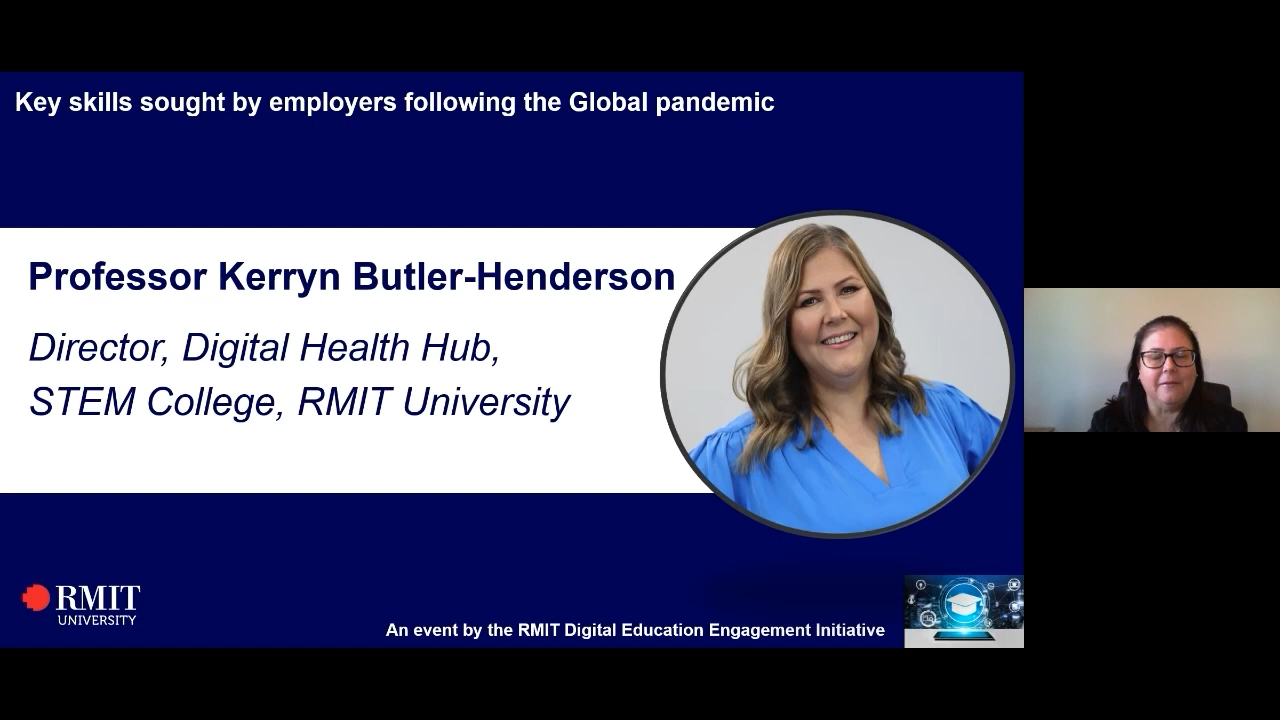 Key skills sought by employers following the Global pandemic
Professor Kerryn Butler-Henderson
Director, Digital Health Hub,
STEM College, RMIT University
RMIT
UNIVERSITY
An event by the RMIT Digital Education Engagement Initiative